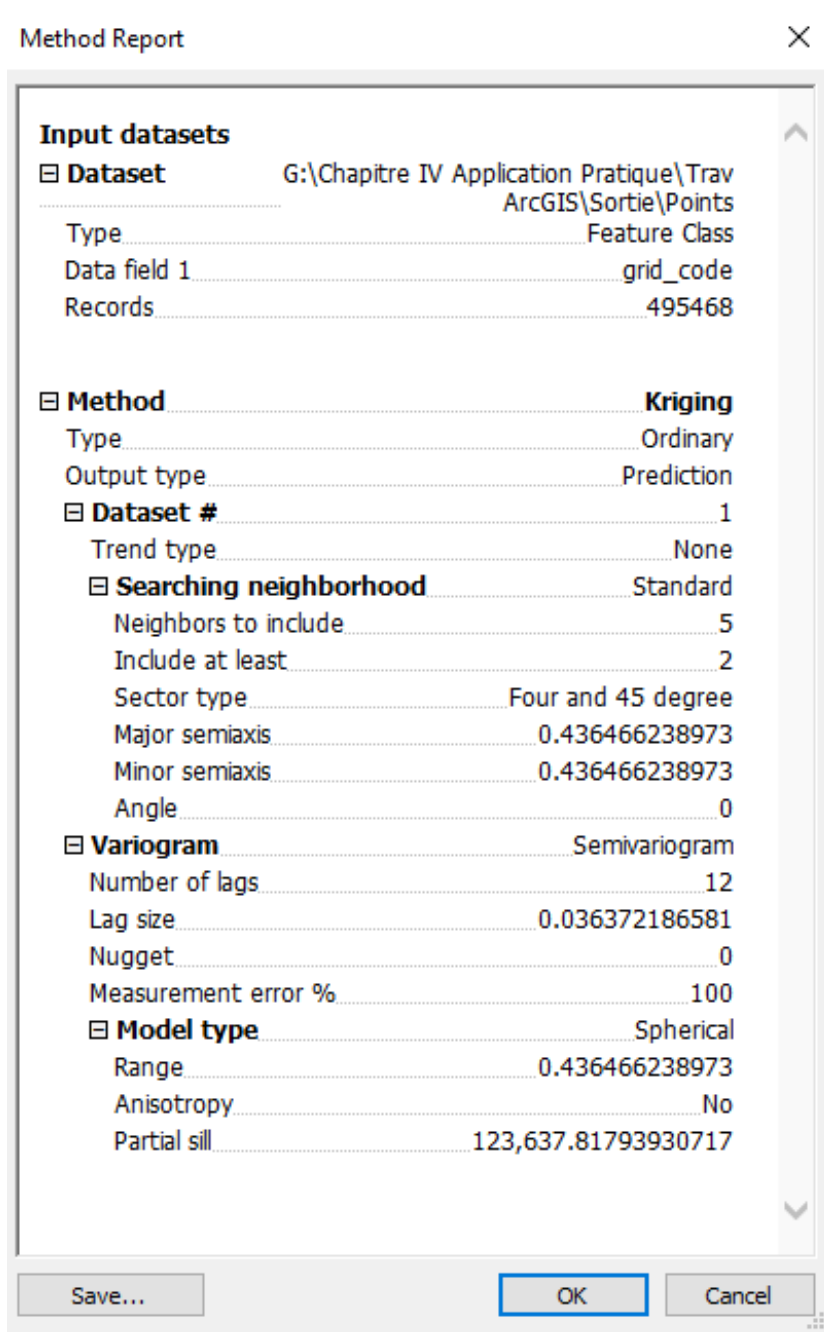 Method Report
Input datasets
Dataset G:\Chapitre IV Application Pratique\Trav
ArcGIS\Sortie\Points
Type Feature Class
Data field 1 grid_code
Records 495468
Method Kriging
Type Ordinary
Output type Prediction
Dataset # 1
Trend type None
Searching neighborhood Standard
Neighbors to include 5
Include at least 2
Sector type Four and 45 degree
Major semiaxis 0.436466238973
Minor semiaxis 0.436466238973
Angle 0
Variogram Semivariogram
Number of lags 12
Lag size 0.036372186581
Nugget 0
Measurement error % 100
Model type Spherical
Range 0.436466238973
Anisotropy No
Partial sill 123,637.81793930717
Save... OK Cancel